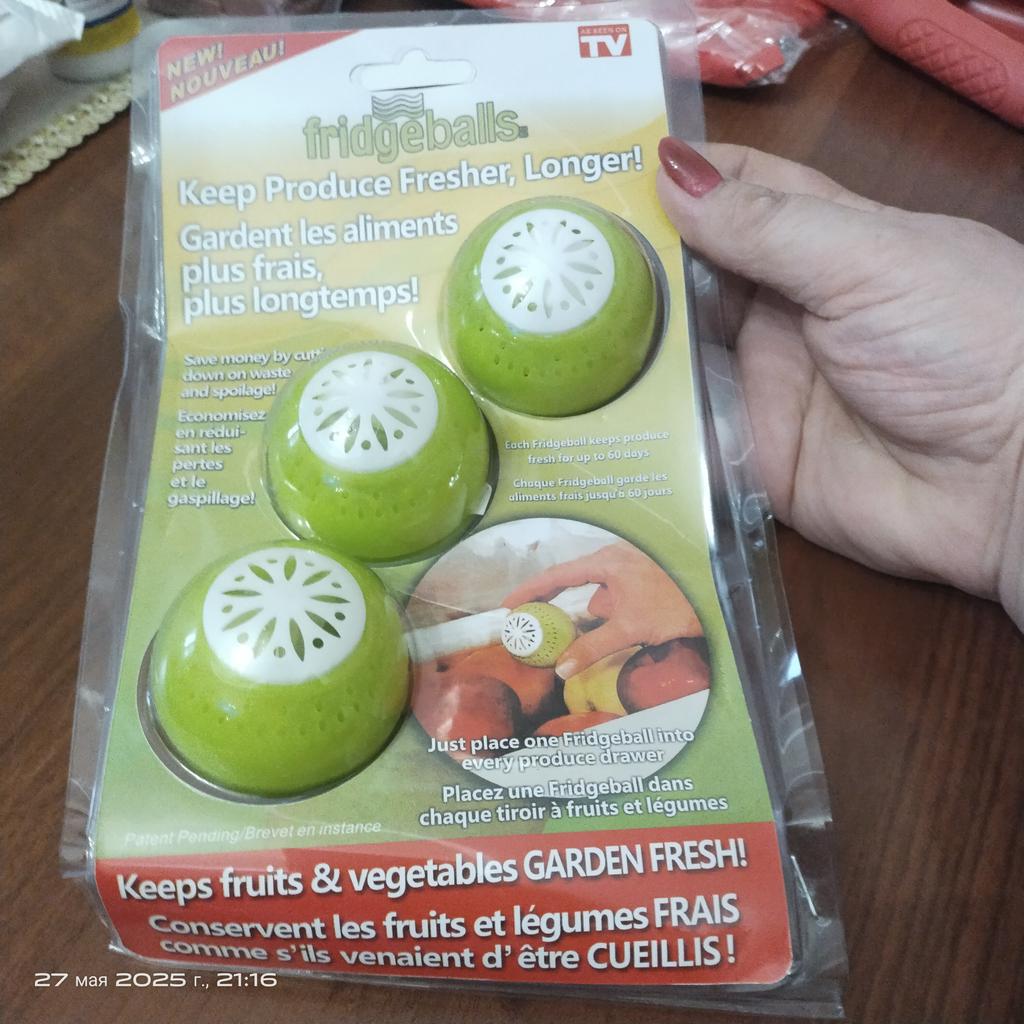 NEW!
NOUVEAU!
AS SEEN ON
TV
fridgeballs
Keep Produce Fresher, Longer!
Gardent les aliments
plus frais,
plus longtemps!
Save money by cutti
down on waste
and spoilage!
Economisez
en rédui-
sant les
pertes
et le
gaspillage!
Each Fridgeball keeps produce
fresh for up to 60 days
Chaque Fridgeball garde les
aliments frais jusqu'à 60 jours
Just place one Fridgeball into
every produce drawer
Placez une Fridgeball dans
chaque tiroir à fruits et légumes
Patent Pending/Brevet en instance
Keeps fruits & vegetables GARDEN FRESH!
Conservent les fruits et légumes FRAIS
comme s'ils venaient d'être CUEILLIS!
27 мая 2025 г., 21:16